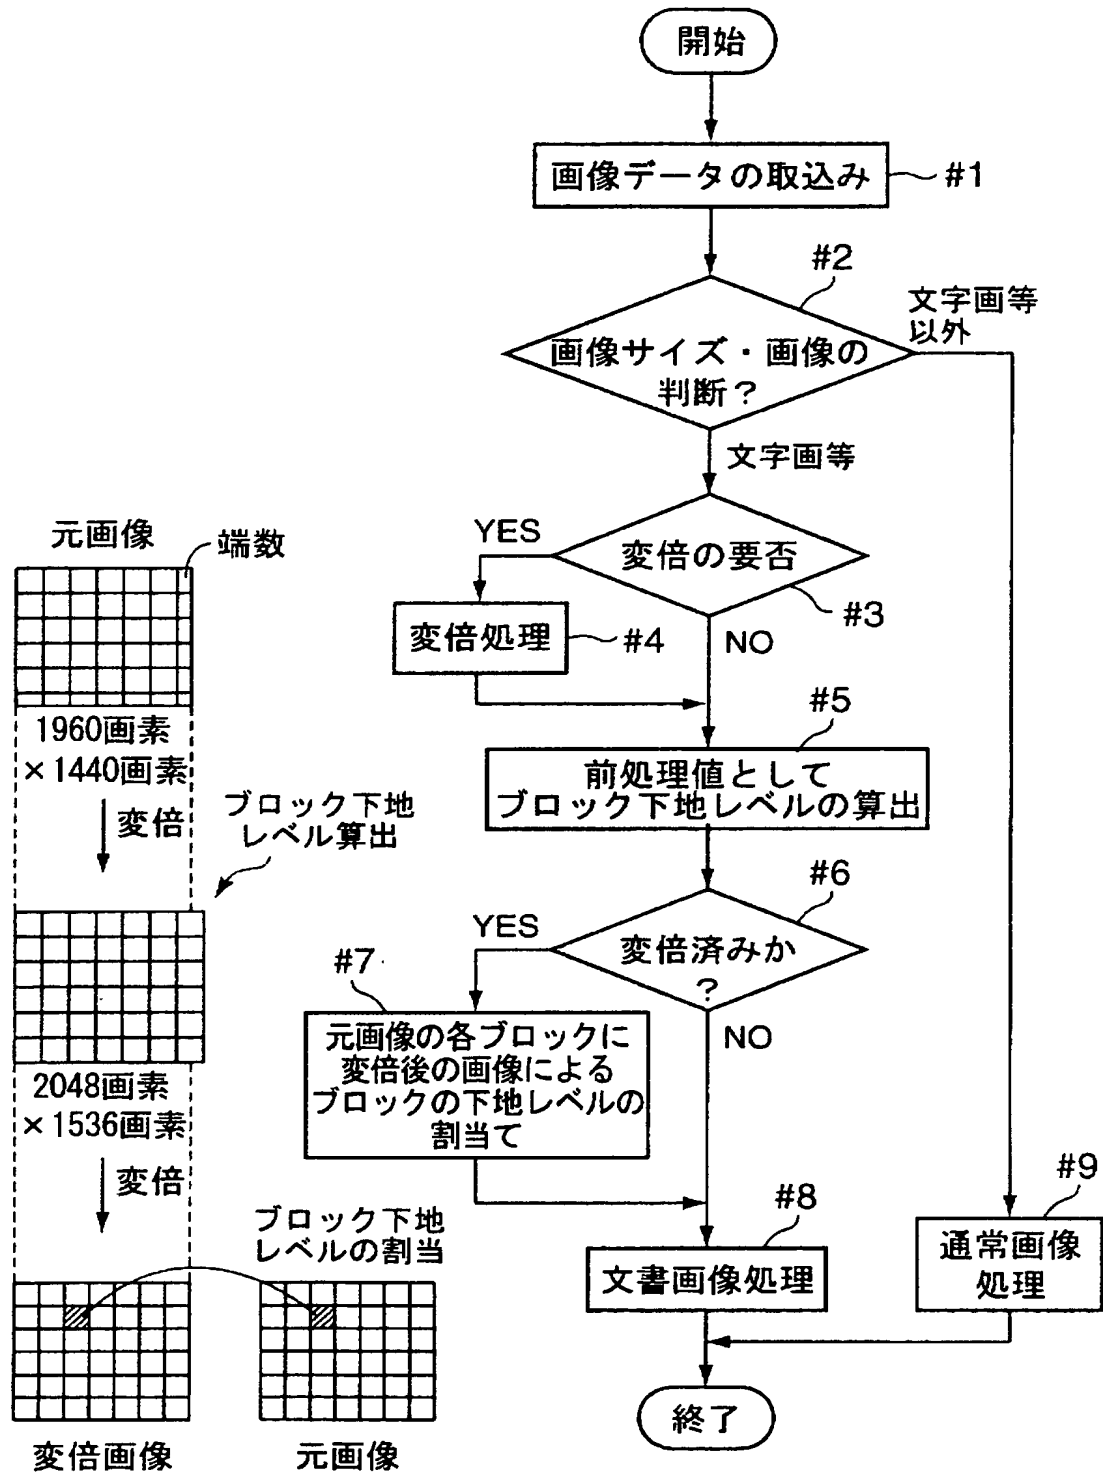 開始
画像データの取込み
#1
#2
文字画等
以外
画像サイズ・画像の
判断？
文字画等
YES
変倍の要否
#3
変倍処理
#4
NO
#5
前処理値として
ブロック下地レベルの算出
#6
YES
変倍済みか
？
#7
NO
元画像の各ブロックに
変倍後の画像による
ブロックの下地レベルの
割当て
#8
文書画像処理
#9
通常画像
処理
終了
元画像
端数
1960画素
×1440画素
変倍
ブロック下地
レベル算出
2048画素
×1536画素
変倍
ブロック下地
レベルの割当
変倍画像
元画像